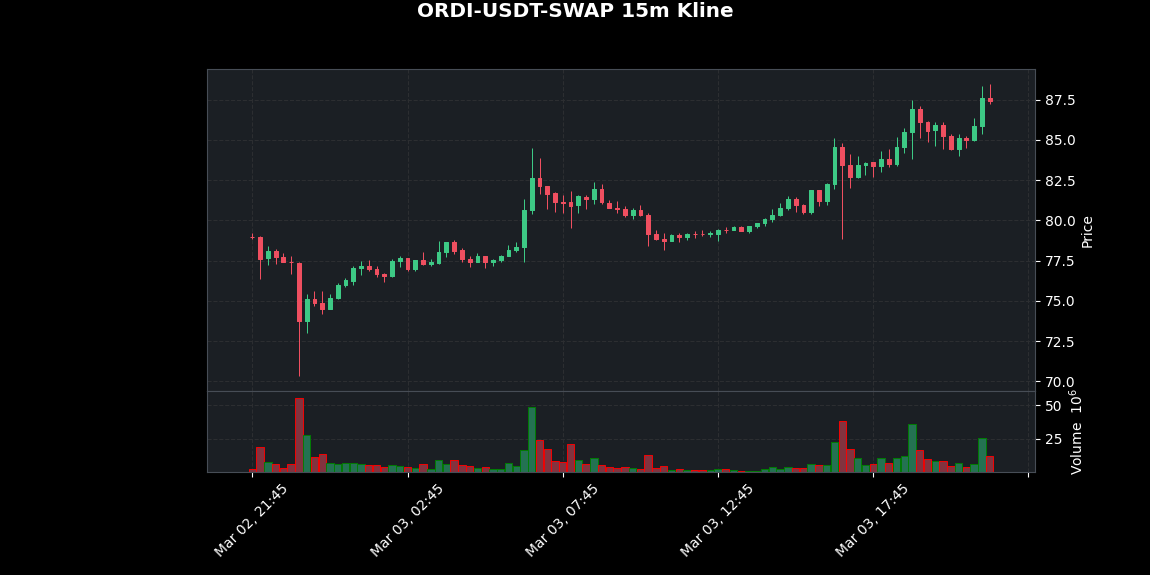 ORDI-USDT-SWAP 15m Kline
87.5
85.0
82.5
80.0
77.5
75.0
72.5
70.0
Price
50
25
Volume 10⁶
Mar 02, 21:45
Mar 03, 02:45
Mar 03, 07:45
Mar 03, 12:45
Mar 03, 17:45